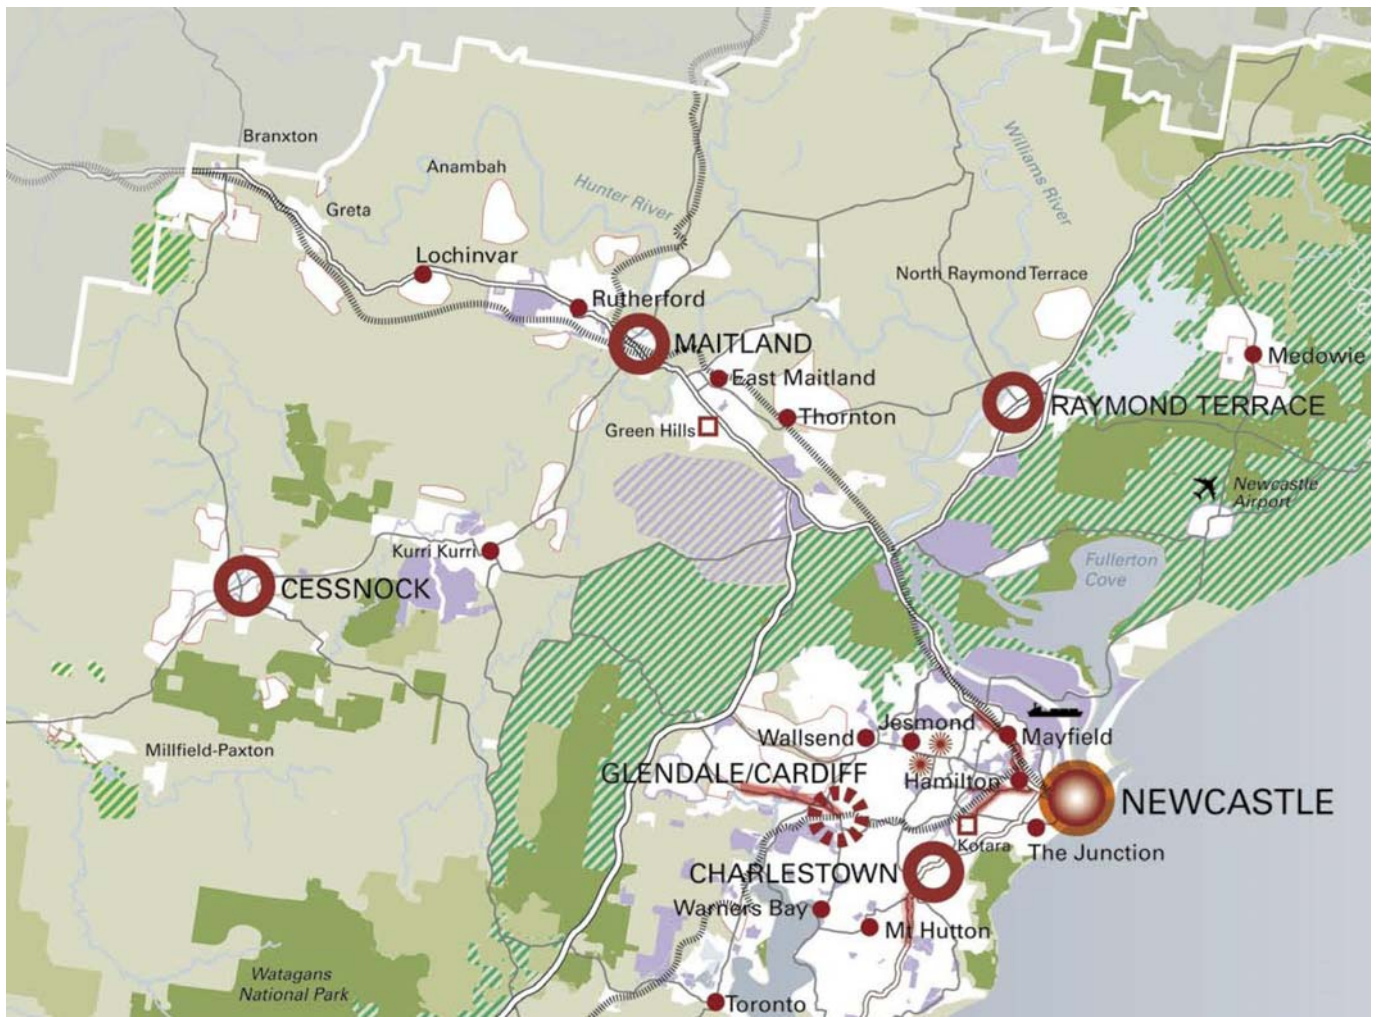 Branxton
Anambah
Hunter River
Williams River
Greta
Lochinvar
North Raymond Terrace
Rutherford
MAITLAND
Medowie
East Maitland
RAYMOND TERRACE
Thornton
Green Hills
Newcastle
Airport
Kurri Kurri
Fullerton
Cove
CESSNOCK
Jesmond
Wallsend
Mayfield
Millfield-Paxton
GLENDALE/CARDIFF
Hamilton
NEWCASTLE
Kotara
The Junction
CHARLESTOWN
Warners Bay
Mt Hutton
Watagans
National Park
Toronto